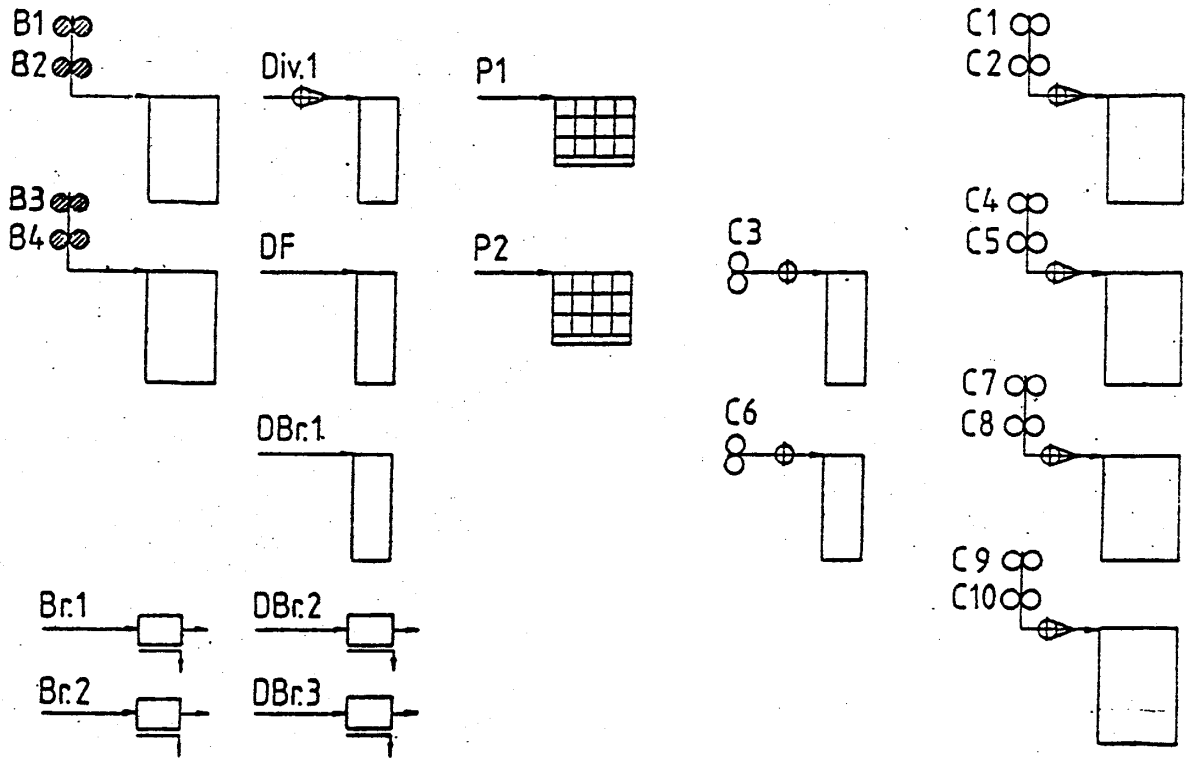 B1
B2
Div.1
P1
C1
C2
B3
B4
DF
P2
C3
C4
C5
DBr.1
C6
C7
C8
Br.1
DBr.2
C9
C10
Br.2
DBr.3